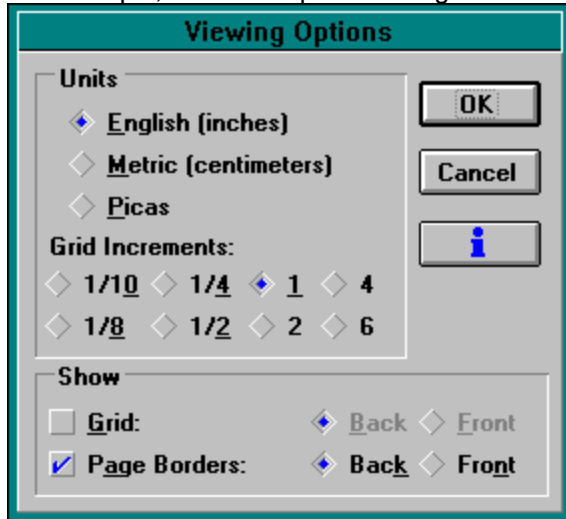 Viewing Options
Units
English (inches)
Metric (centimeters)
Picas
Grid Increments:
1/10 1/4 1 4
1/8 1/2 2 6
OK
Cancel
i
Show
Grid: Back Front
Page Borders: Back Front